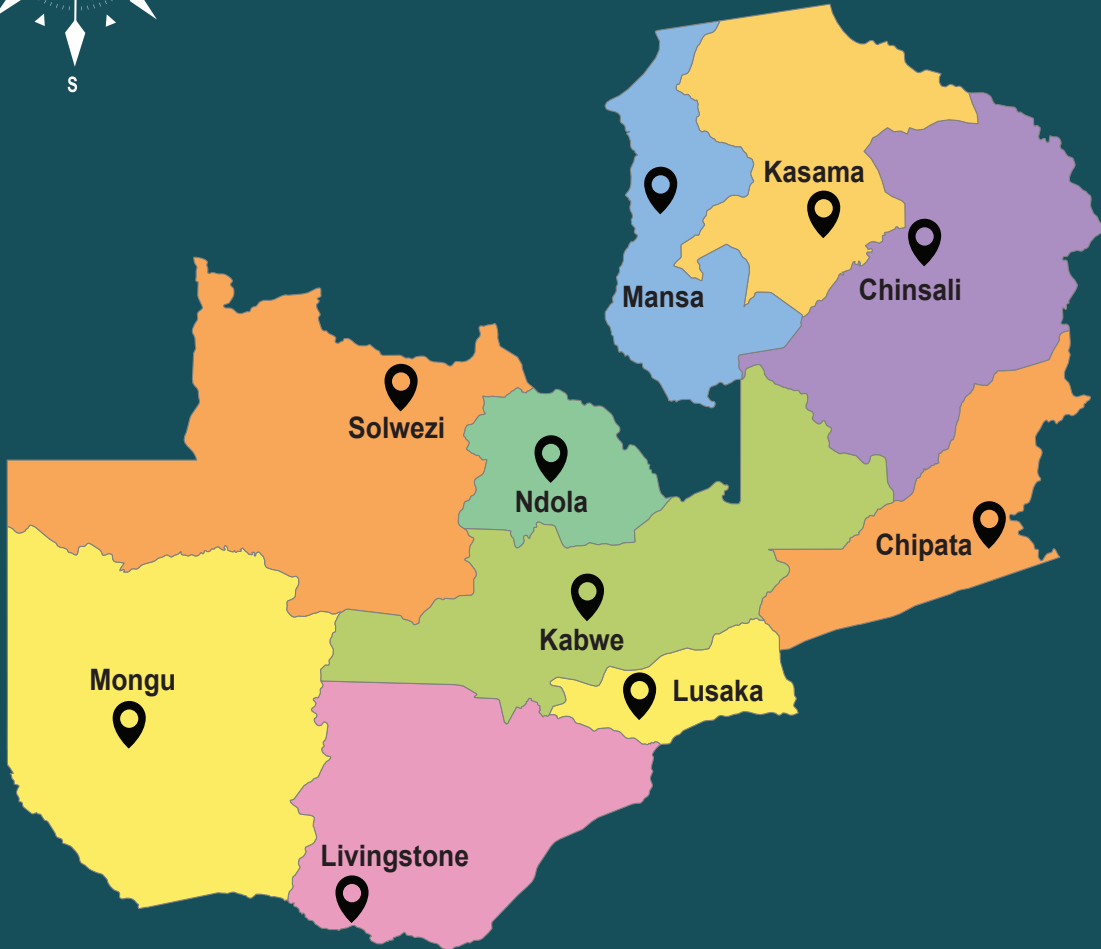 S
Kasama
Mansa
Chinsali
Solwezi
Ndola
Chipata
Kabwe
Mongu
Lusaka
Livingstone